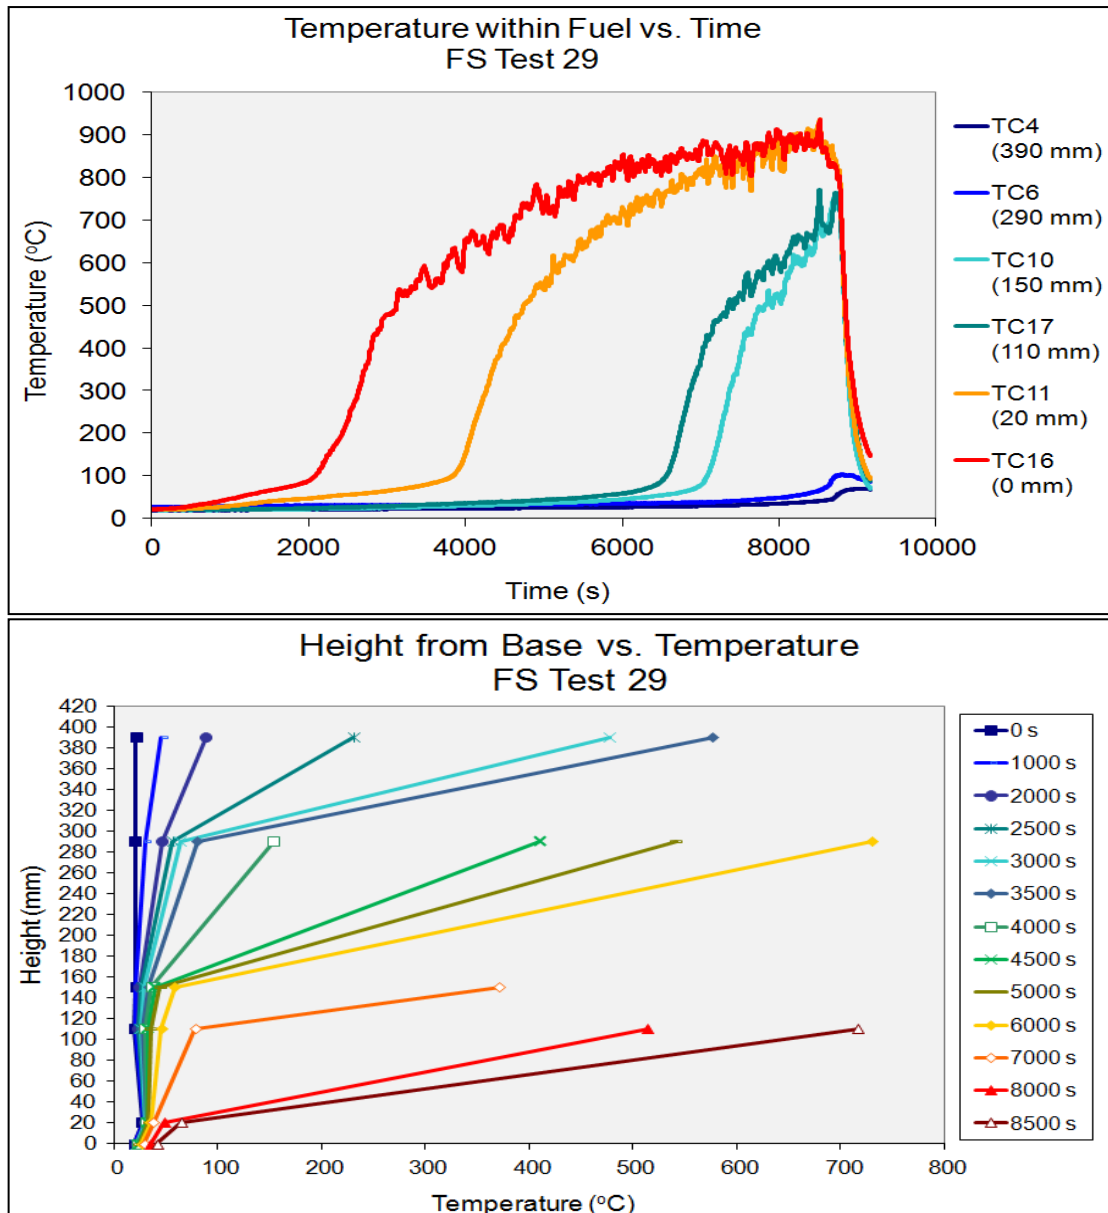 Temperature within Fuel vs. Time
FS Test 29
1000
900
800
700
600
500
400
300
200
100
0
Temperature (°C)
0 2000 4000 6000 8000 10000
Time (s)
TC4
(390 mm)
TC6
(290 mm)
TC10
(150 mm)
TC17
(110 mm)
TC11
(20 mm)
TC16
(0 mm)
Height from Base vs. Temperature
FS Test 29
420
400
380
360
340
320
300
280
260
240
220
200
180
160
140
120
100
80
60
40
20
0
Height (mm)
0 100 200 300 400 500 600 700 800
Temperature (°C)
0 s
1000 s
2000 s
2500 s
3000 s
3500 s
4000 s
4500 s
5000 s
6000 s
7000 s
8000 s
8500 s